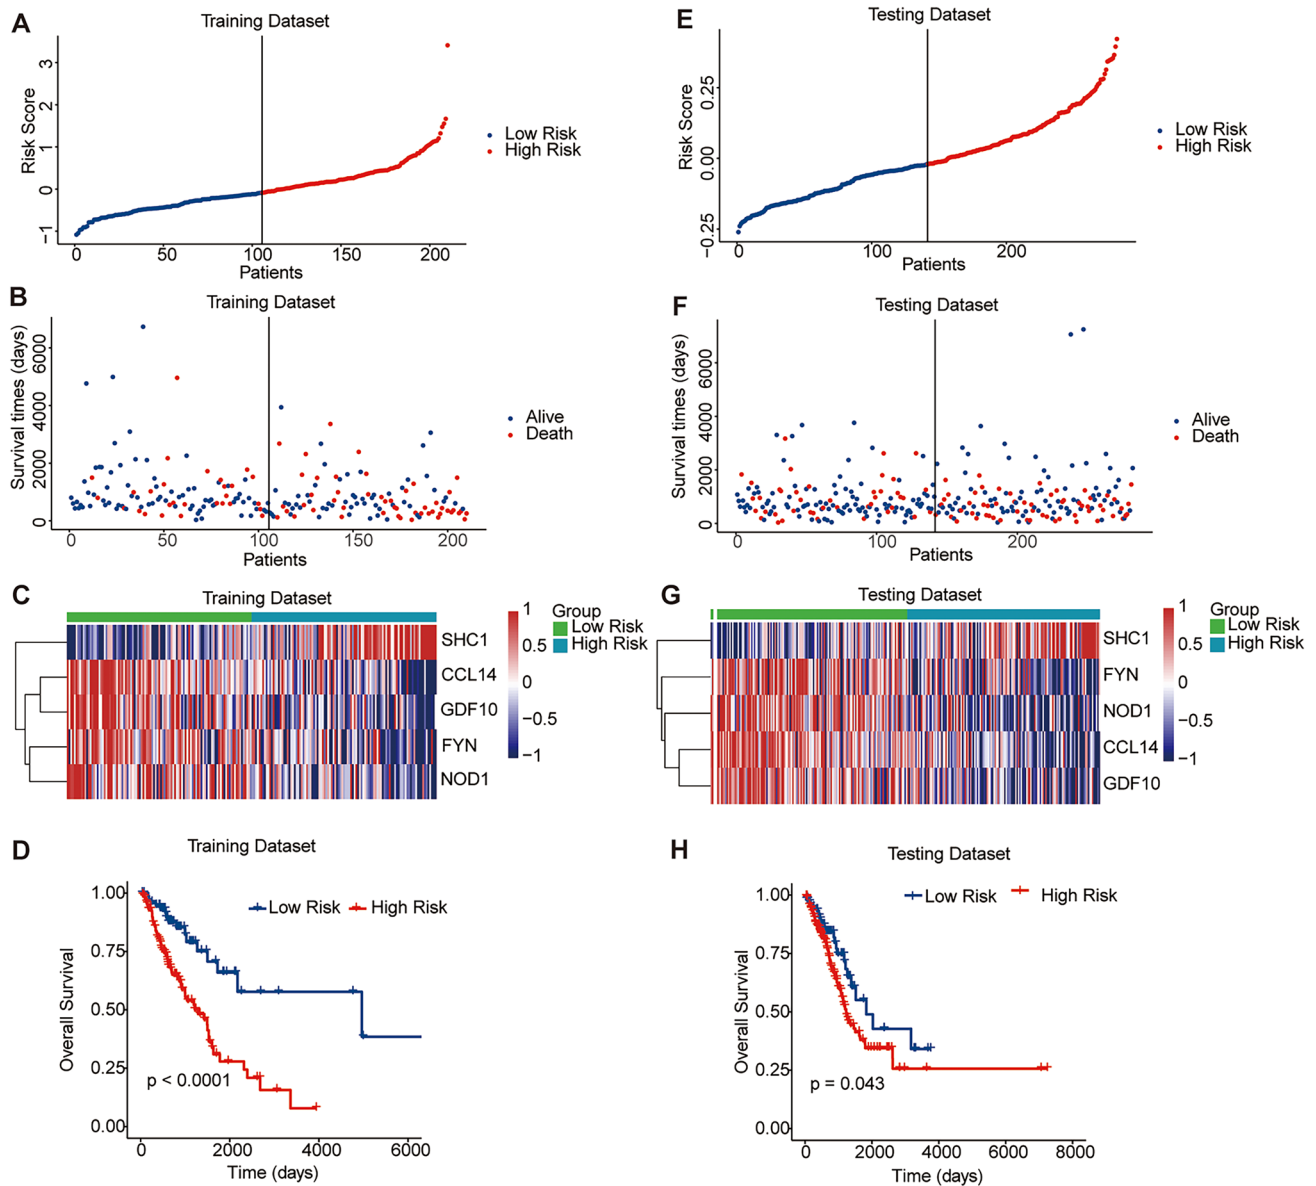 A
Training Dataset
Risk Score
3
2
1
0
−1
0
50
100
150
200
Patients
Low Risk
High Risk
E
Testing Dataset
Risk Score
0.25
0.00
−0.25
0
100
200
Patients
Low Risk
High Risk
B
Training Dataset
Survival times (days)
6000
4000
2000
0
0
50
100
150
200
Patients
Alive
Death
F
Testing Dataset
Survival times (days)
6000
4000
2000
0
0
100
200
Patients
Alive
Death
C
Training Dataset
SHC1
CCL14
GDF10
FYN
NOD1
1
0.5
0
−0.5
−1
Group
Low Risk
High Risk
G
Testing Dataset
SHC1
FYN
NOD1
CCL14
GDF10
1
0.5
0
−0.5
−1
Group
Low Risk
High Risk
D
Training Dataset
Overall Survival
1.00
0.75
0.50
0.25
0.00
Low Risk
High Risk
p < 0.0001
0
2000
4000
6000
Time (days)
H
Testing Dataset
Overall Survival
1.00
0.75
0.50
0.25
0.00
Low Risk
High Risk
p = 0.043
0
2000
4000
6000
8000
Time (days)